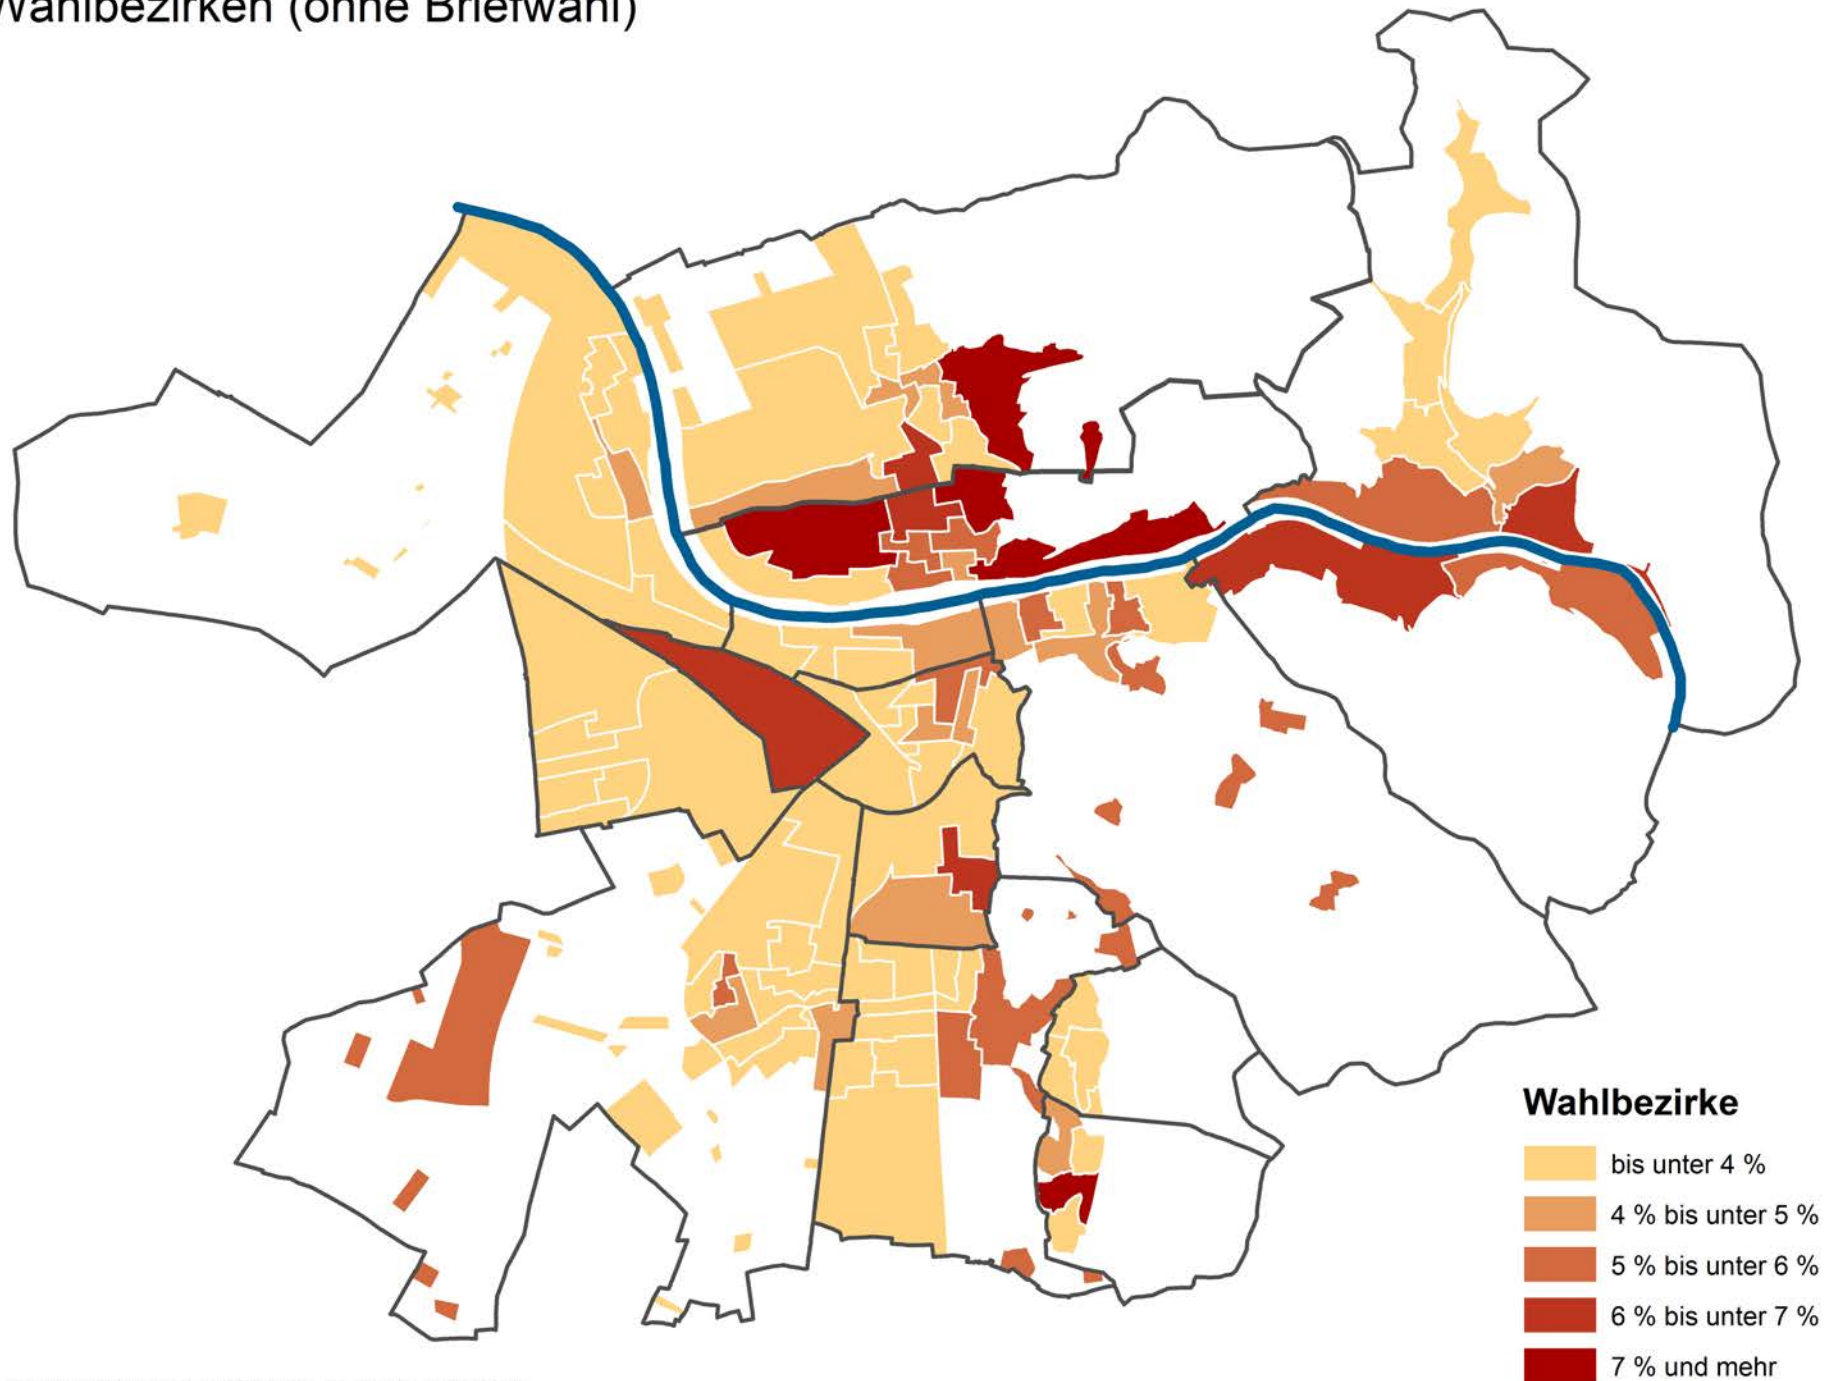 Wahlbezirken (ohne Briefwahl)
Wahlbezirke
bis unter 4 %
4 % bis unter 5 %
5 % bis unter 6 %
6 % bis unter 7 %
7 % und mehr